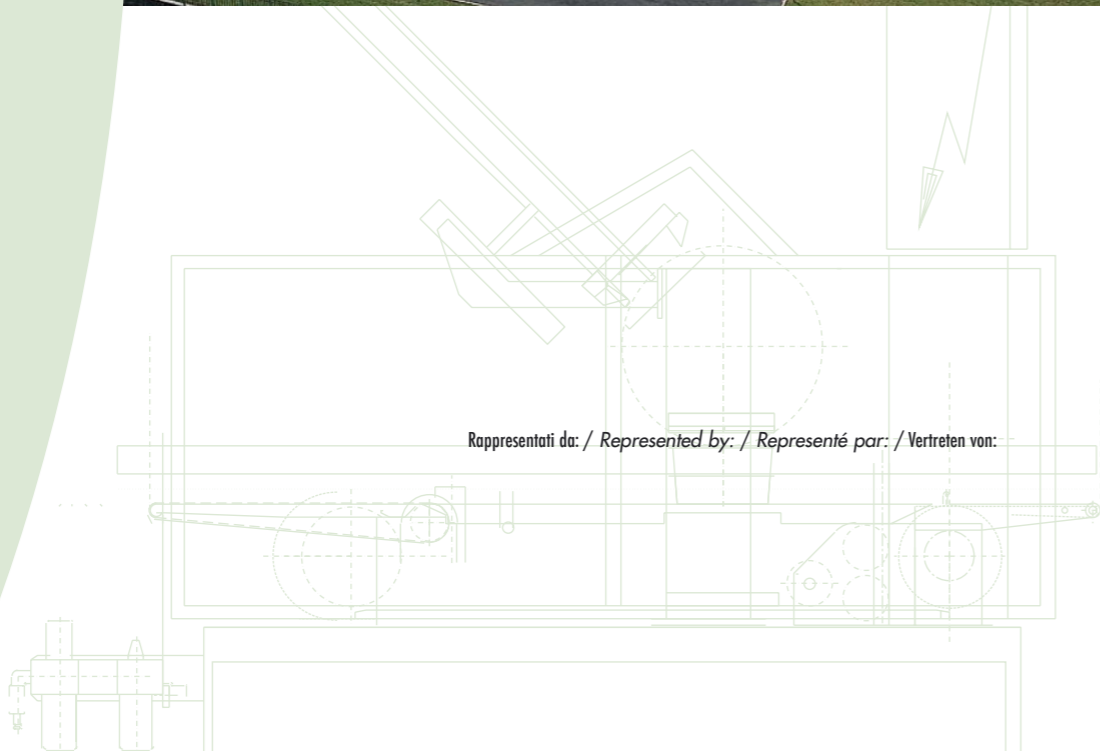 Rappresentati da: / Represented by: / Representé par: / Vertreten von: